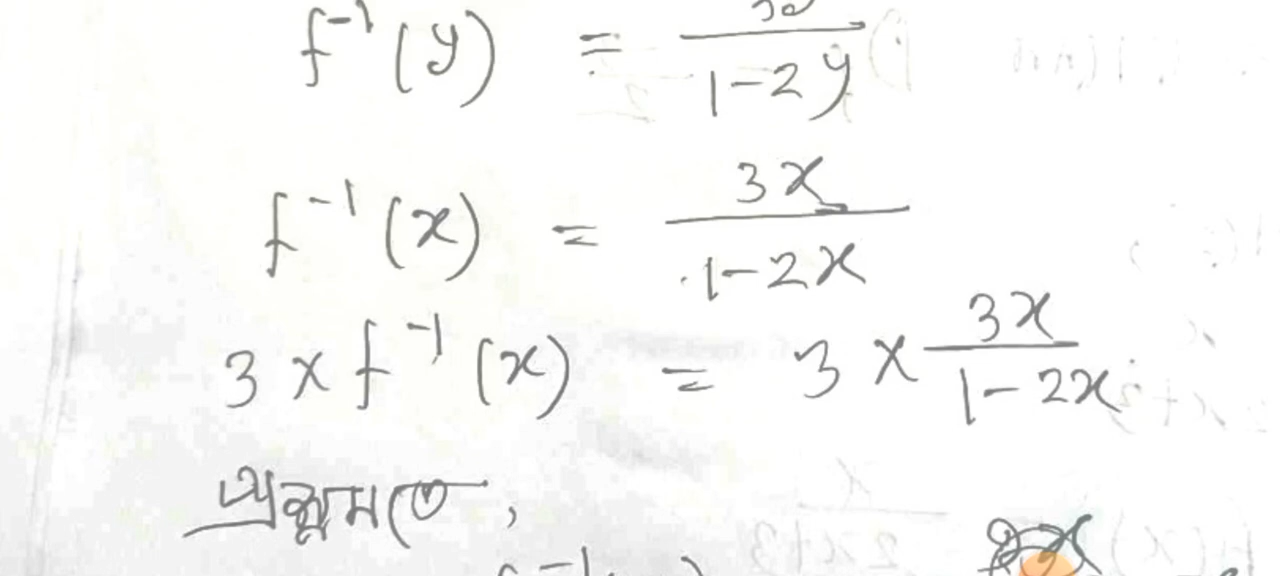 f⁻¹(y) = 3y / 1-2y
f⁻¹(x) = 3x / 1-2x
3 × f⁻¹(x) = 3 × 3x / 1-2x
প্রশ্নমতে,